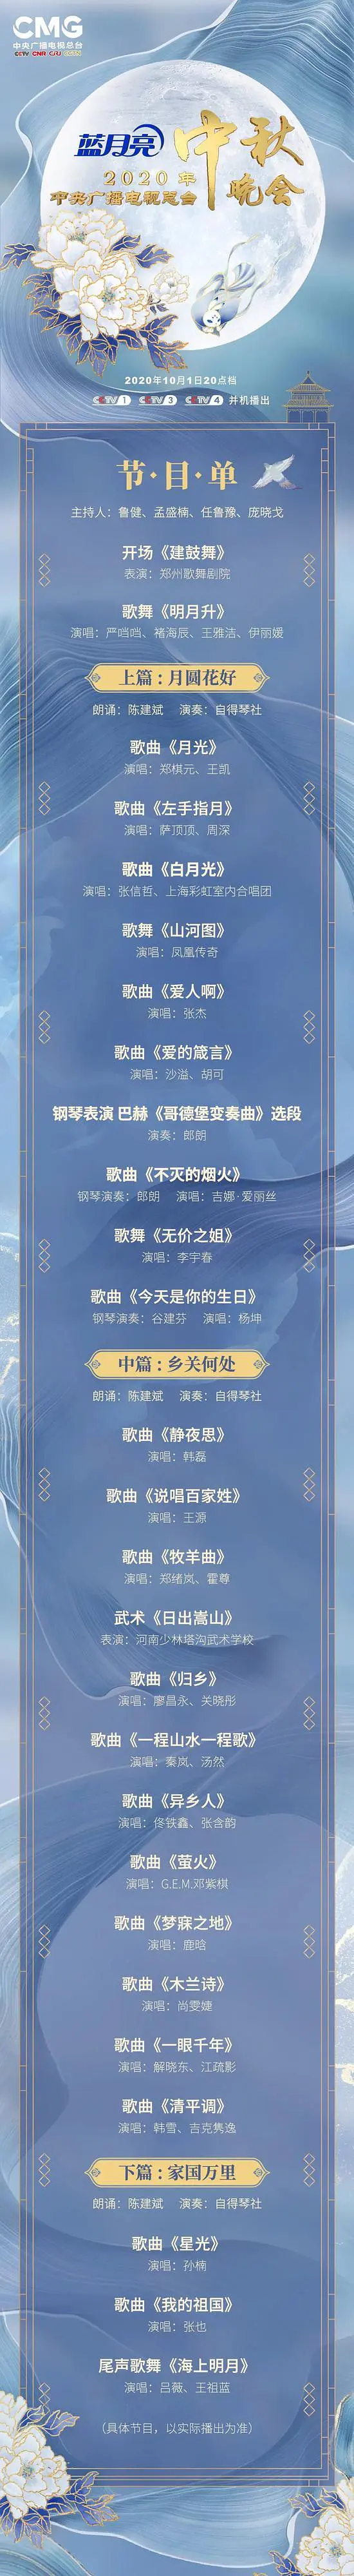 CMG
中央广播电视总台
CCTV CNR CRI CGTN
蓝月亮 中秋
2020年
中央广播电视总台 晚会
2020年10月1日20点档
CCTV 1 CCTV 3 CCTV 4 并机播出
节·目·单
主持人：鲁健、孟盛楠、任鲁豫、庞晓戈
开场《建鼓舞》
表演：郑州歌舞剧院
歌舞《明月升》
演唱：严屿屿、褚海辰、王雅洁、伊丽媛
上篇：月圆花好
朗诵：陈建斌 演奏：自得琴社
歌曲《月光》
演唱：郑棋元、王凯
歌曲《左手指月》
演唱：萨顶顶、周深
歌曲《白月光》
演唱：张信哲、上海彩虹室内合唱团
歌舞《山河图》
演唱：凤凰传奇
歌曲《爱人啊》
演唱：张杰
歌曲《爱的箴言》
演唱：沙溢、胡可
钢琴表演 巴赫《哥德堡变奏曲》选段
演奏：郎朗
歌曲《不灭的烟火》
钢琴演奏：郎朗 演唱：吉娜·爱丽丝
歌舞《无价之姐》
演唱：李宇春
歌曲《今天是你的生日》
钢琴演奏：谷建芬 演唱：杨坤
中篇：乡关何处
朗诵：陈建斌 演奏：自得琴社
歌曲《静夜思》
演唱：韩磊
歌曲《说唱百家姓》
演唱：王源
歌曲《牧羊曲》
演唱：郑绪岚、霍尊
武术《日出嵩山》
表演：河南少林塔沟武术学校
歌曲《归乡》
演唱：廖昌永、关晓彤
歌曲《一程山水一程歌》
演唱：秦岚、汤然
歌曲《异乡人》
演唱：佟铁鑫、张含韵
歌曲《萤火》
演唱：G.E.M.邓紫棋
歌曲《梦寐之地》
演唱：鹿晗
歌曲《木兰诗》
演唱：尚雯婕
歌曲《一眼千年》
演唱：解晓东、江疏影
歌曲《清平调》
演唱：韩雪、吉克隽逸
下篇：家国万里
朗诵：陈建斌 演奏：自得琴社
歌曲《星光》
演唱：孙楠
歌曲《我的祖国》
演唱：张也
尾声歌舞《海上明月》
演唱：吕薇、王祖蓝
（具体节目，以实际播出为准）